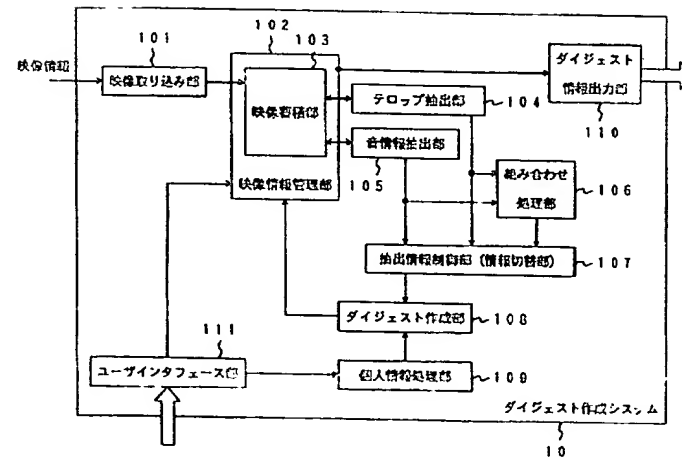 映像情報
101
映像取り込み部
102
103
映像蓄積部
映像情報管理部
テロップ抽出部
104
音情報抽出部
105
ダイジェスト
情報出力部
110
組み合わせ
処理部
106
抽出情報制御部(情報切替部)
107
ダイジェスト作成部
108
個人情報処理部
109
111
ユーザインタフェース部
ダイジェスト作成システム
10